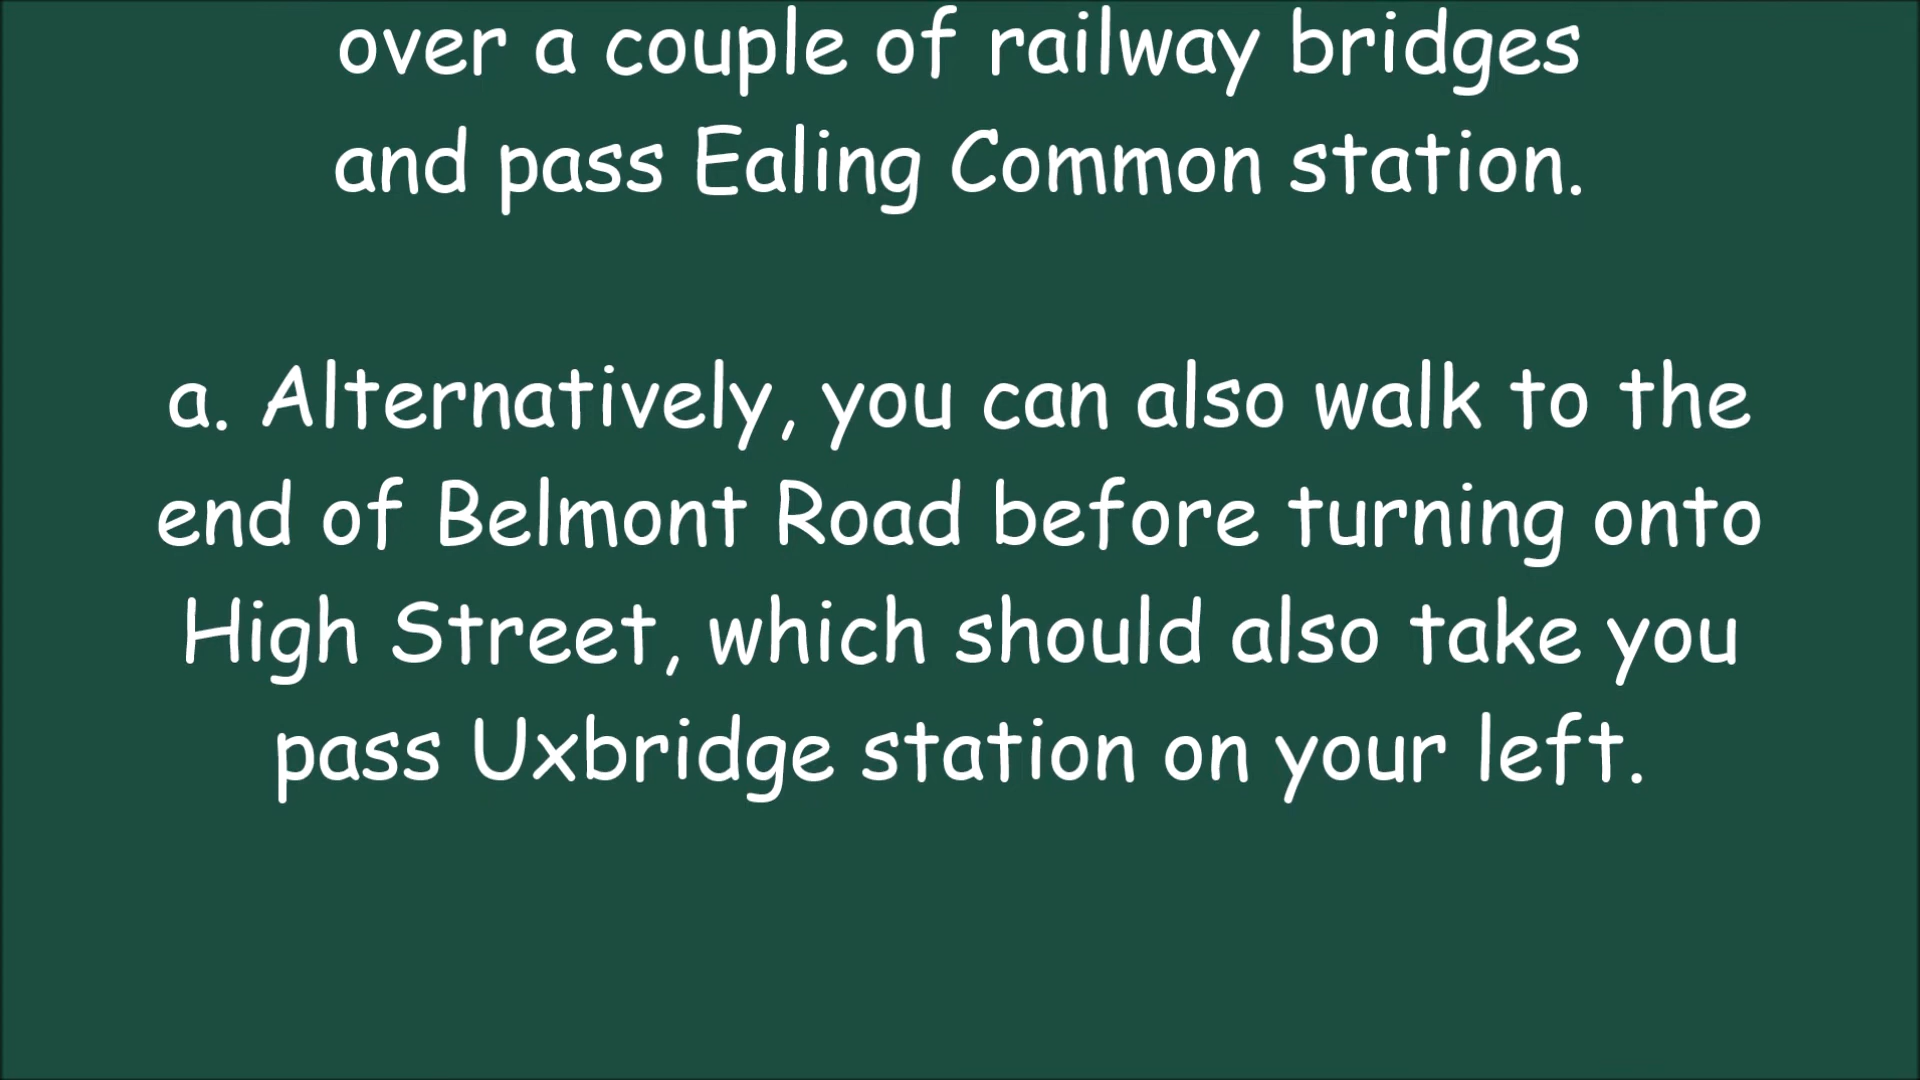 over a couple of railway bridges
and pass Ealing Common station.
a. Alternatively, you can also walk to the
end of Belmont Road before turning onto
High Street, which should also take you
pass Uxbridge station on your left.